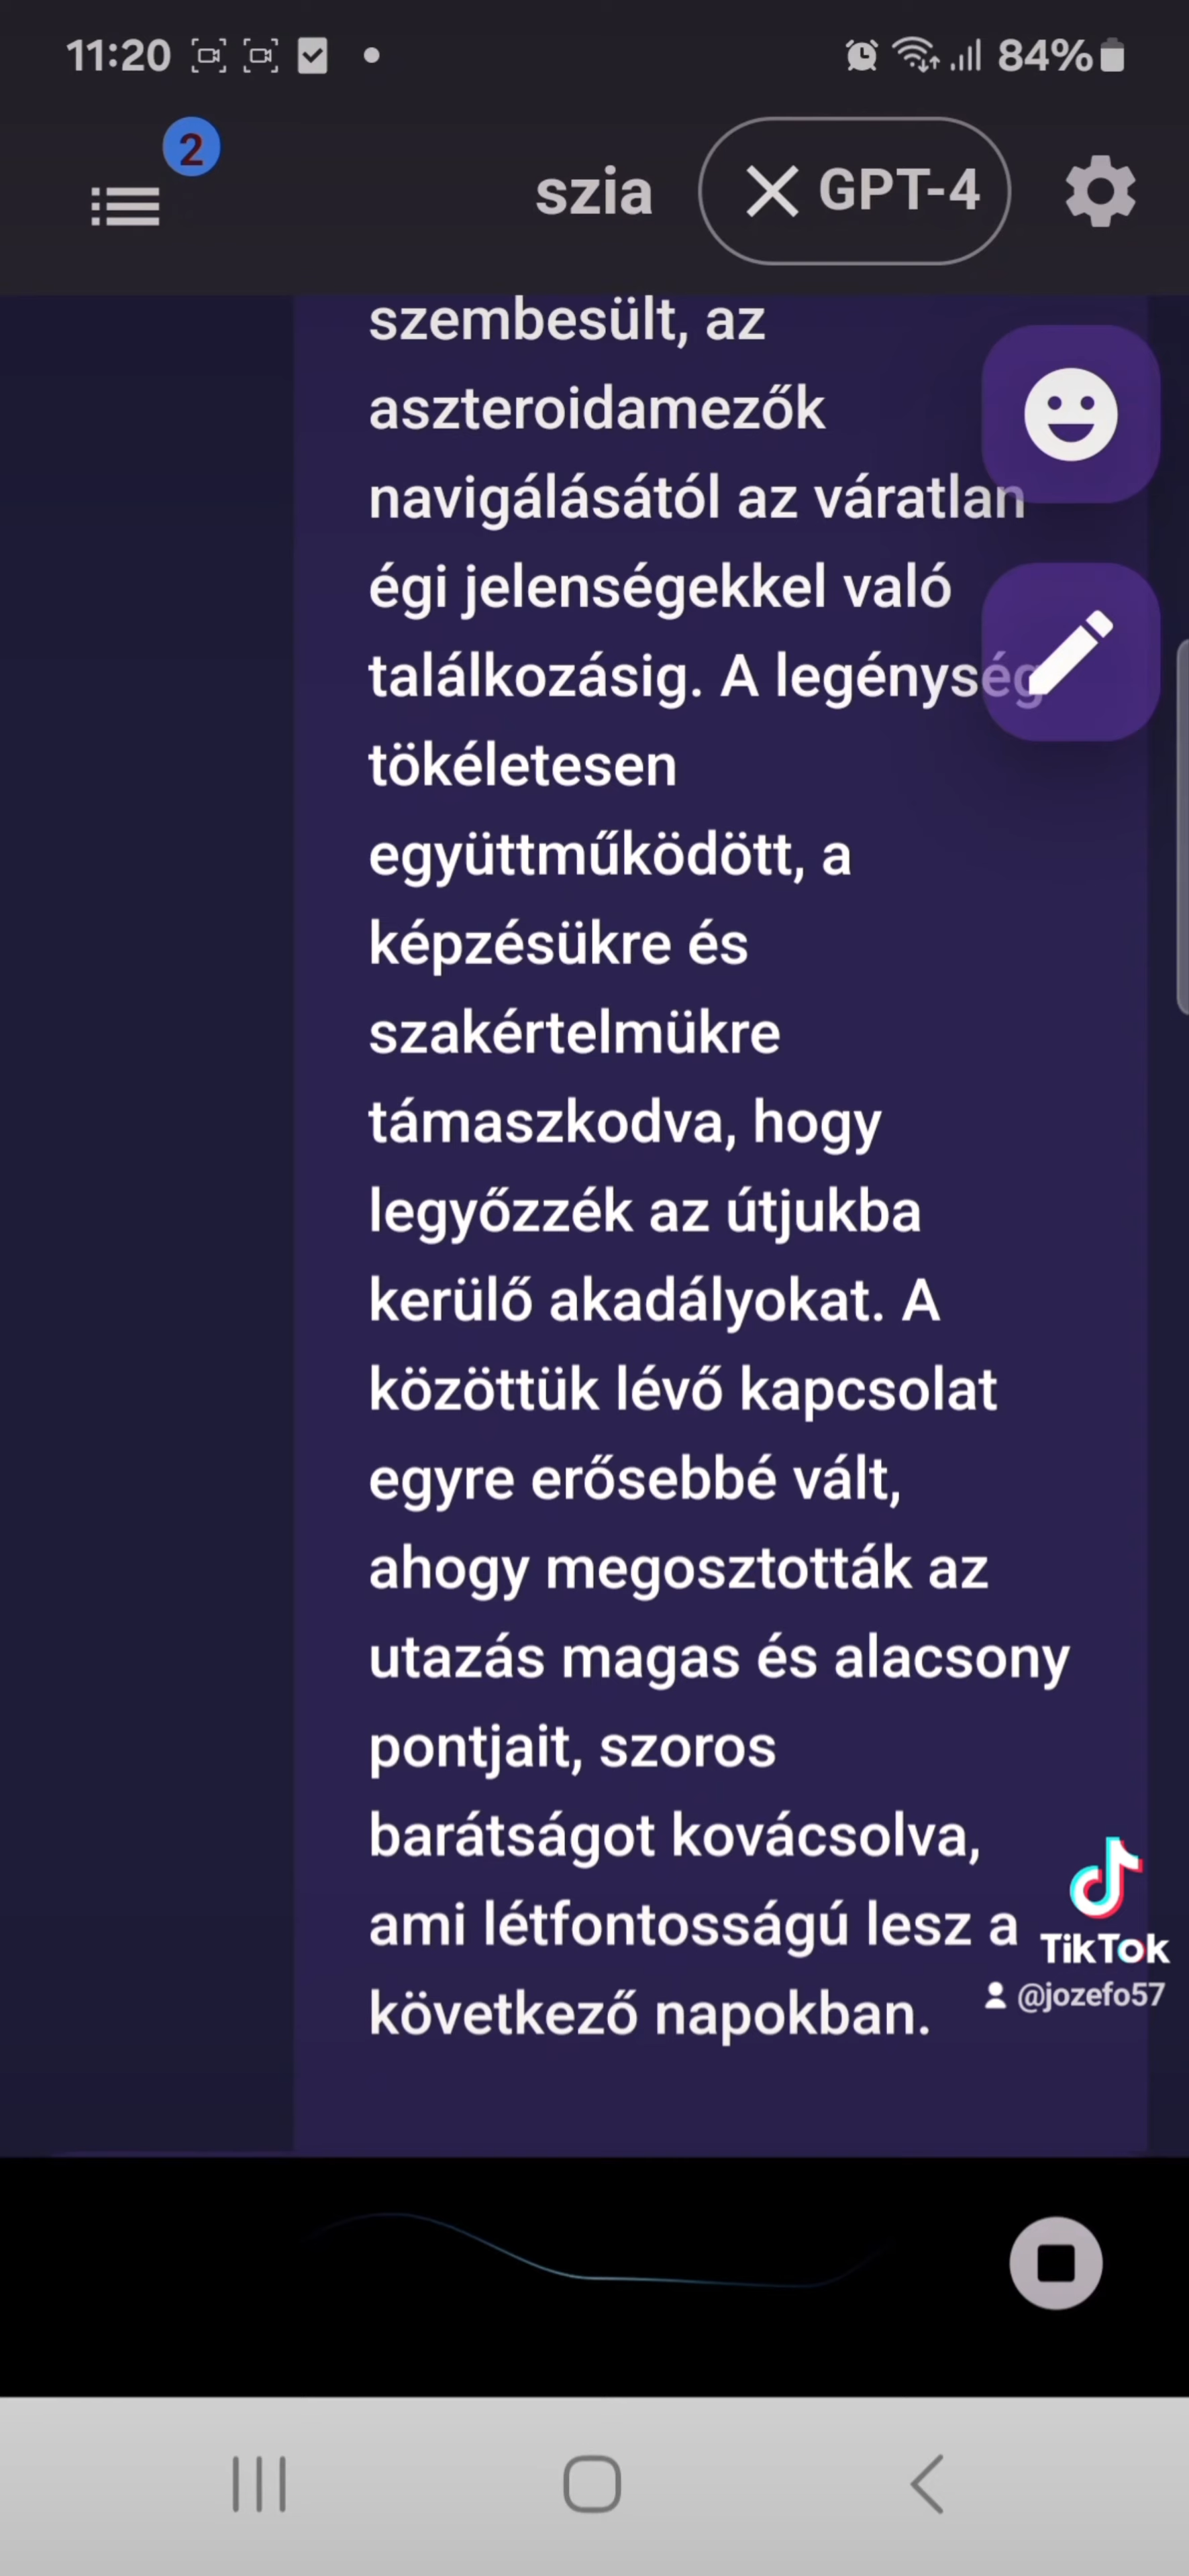 11:20
84%
2
szia
GPT-4
szembesült, az
aszteroidamezők
navigálásától az váratlan
égi jelenségekkel való
találkozásig. A legénység
tökéletesen
együttműködött, a
képzésükre és
szakértelmükre
támaszkodva, hogy
legyőzzék az útjukba
kerülő akadályokat. A
közöttük lévő kapcsolat
egyre erősebbé vált,
ahogy megosztották az
utazás magas és alacsony
pontjait, szoros
barátságot kovácsolva,
ami létfontosságú lesz a
következő napokban.
TikTok
@jozefo57